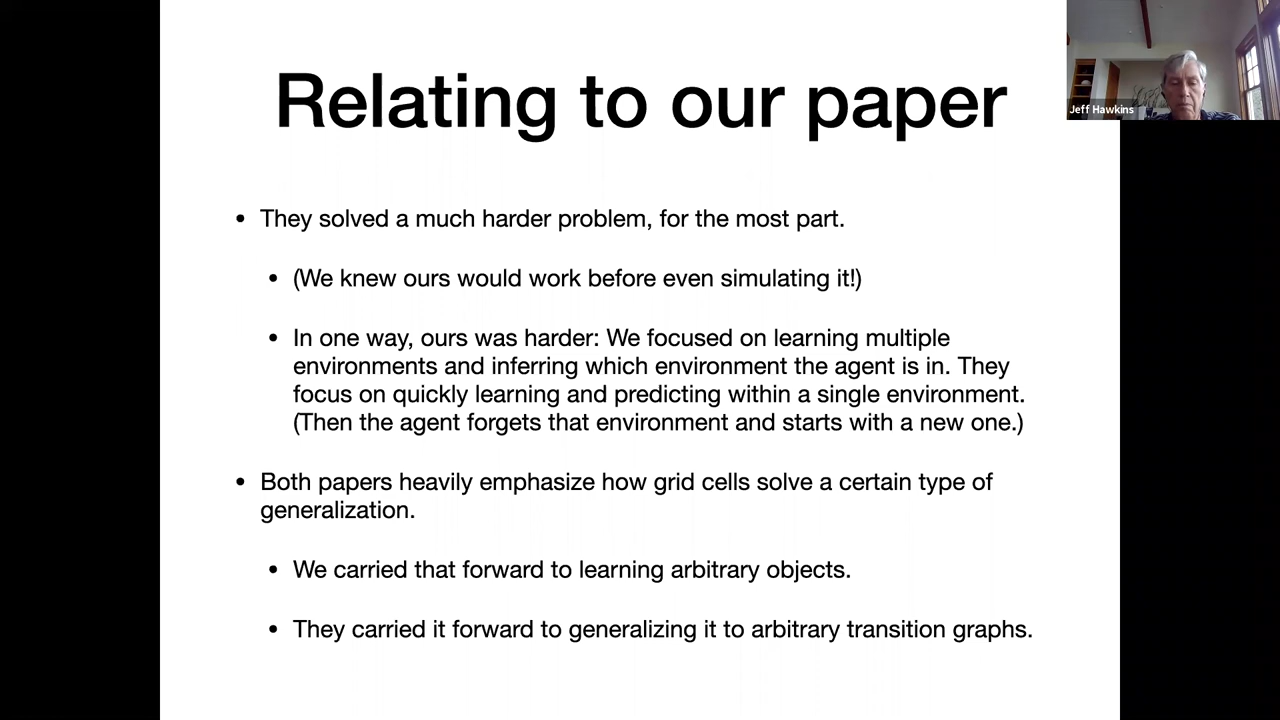 Relating to our paper
Jeff Hawkins
• They solved a much harder problem, for the most part.
• (We knew ours would work before even simulating it!)
• In one way, ours was harder: We focused on learning multiple
environments and inferring which environment the agent is in. They
focus on quickly learning and predicting within a single environment.
(Then the agent forgets that environment and starts with a new one.)
• Both papers heavily emphasize how grid cells solve a certain type of
generalization.
• We carried that forward to learning arbitrary objects.
• They carried it forward to generalizing it to arbitrary transition graphs.